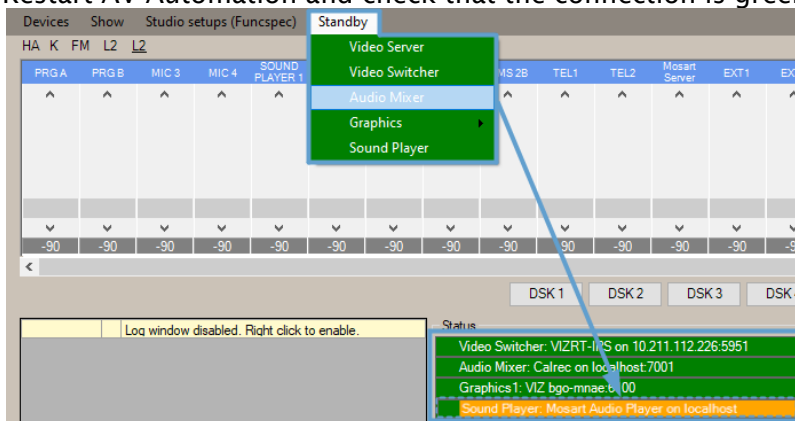 Restart AV Automation and check that the connection is gree
Devices Show Studio setups (Funcspec) Standby
HA K FM L2 L2
Video Server
Video Switcher
Audio Mixer
Graphics
Sound Player
PRG A PRG B MIC 3 MIC 4 SOUND PLAYER 1 MS 2B TEL1 TEL2 Mosart Server EXT1
-90 -90 -90 -90 -90 -90 -90 -90 -90 -90 -90 -90 -90
DSK 1 DSK 2 DSK 3 DSK
Log window disabled. Right click to enable.
Status
Video Switcher: VIZRT-IPS on 10.211.112.226:5951
Audio Mixer: Calrec on localhost:7001
Graphics1: VIZ bgo-mnae:6100
Sound Player: Mosart Audio Player on localhost